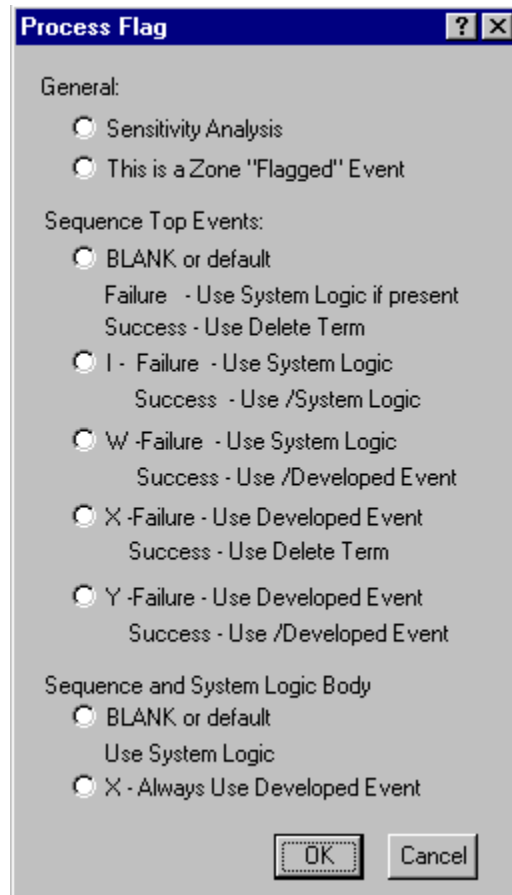 Process Flag
General:
Sensitivity Analysis
This is a Zone "Flagged" Event
Sequence Top Events:
BLANK or default
Failure - Use System Logic if present
Success - Use Delete Term
I - Failure - Use System Logic
Success - Use /System Logic
W -Failure - Use System Logic
Success - Use /Developed Event
X -Failure - Use Developed Event
Success - Use Delete Term
Y -Failure - Use Developed Event
Success - Use /Developed Event
Sequence and System Logic Body
BLANK or default
Use System Logic
X - Always Use Developed Event
OK Cancel